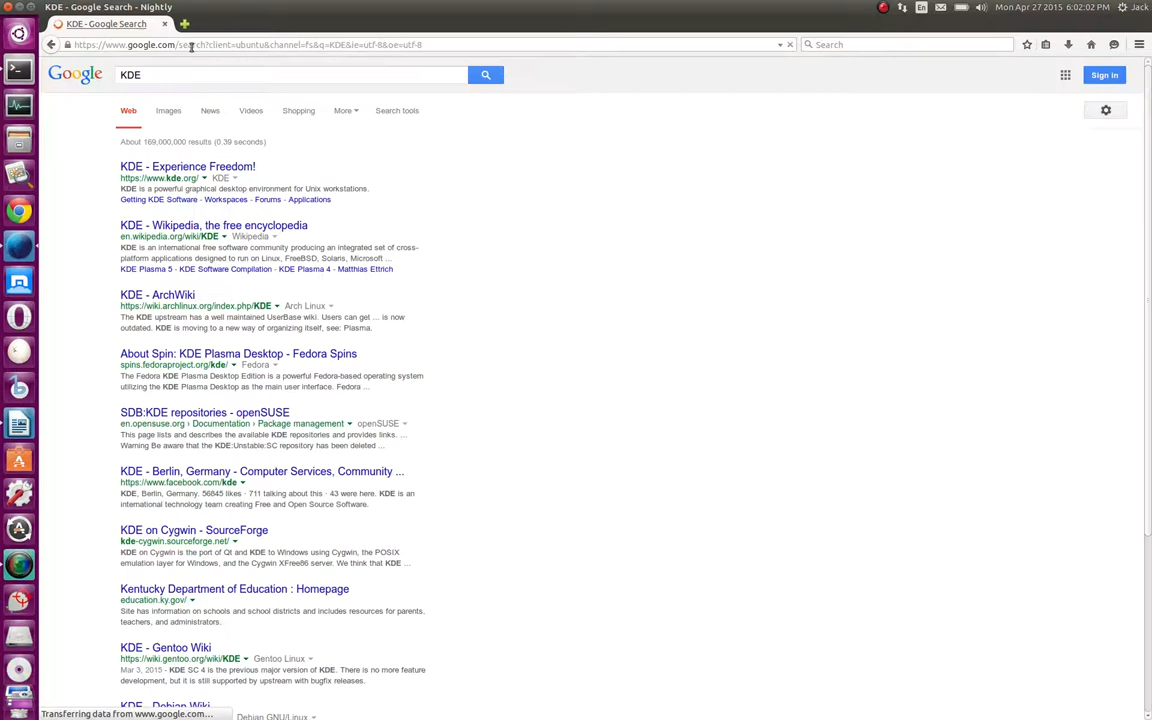 KDE - Google Search - Nightly
En
Mon Apr 27 2015 6:02:02 PM
Jack
KDE - Google Search
https://www.google.com/search?client=ubuntu&channel=fs&q=KDE&ie=utf-8&oe=utf-8
Search
Google
KDE
Sign in
Web
Images
News
Videos
Shopping
More
Search tools
About 169,000,000 results (0.39 seconds)
KDE - Experience Freedom!
https://www.kde.org/
KDE
KDE is a powerful graphical desktop environment for Unix workstations.
Getting KDE Software - Workspaces - Forums - Applications
KDE - Wikipedia, the free encyclopedia
en.wikipedia.org/wiki/KDE
Wikipedia
KDE is an international free software community producing an integrated set of cross-
platform applications designed to run on Linux, FreeBSD, Solaris, Microsoft ...
KDE Plasma 5 - KDE Software Compilation - KDE Plasma 4 - Matthias Ettrich
KDE - ArchWiki
https://wiki.archlinux.org/index.php/KDE
Arch Linux
The KDE upstream has a well maintained UserBase wiki. Users can get ... is now
outdated. KDE is moving to a new way of organizing itself, see: Plasma.
About Spin: KDE Plasma Desktop - Fedora Spins
spins.fedoraproject.org/kde/
Fedora
The Fedora KDE Plasma Desktop Edition is a powerful Fedora-based operating system
utilizing the KDE Plasma Desktop as the main user interface. Fedora ...
SDB:KDE repositories - openSUSE
en.opensuse.org › Documentation › Package management
openSUSE
This page lists and describes the available KDE repositories and provides links. ...
Warning Be aware that the KDE:Unstable:SC repository has been deleted ...
KDE - Berlin, Germany - Computer Services, Community ...
https://www.facebook.com/kde
KDE, Berlin, Germany. 56845 likes · 711 talking about this · 43 were here. KDE is an
international technology team creating Free and Open Source Software.
KDE on Cygwin - SourceForge
kde-cygwin.sourceforge.net/
KDE on Cygwin is the port of Qt and KDE to Windows using Cygwin, the POSIX
emulation layer for Windows, and the Cygwin XFree86 server. We think that KDE ...
Kentucky Department of Education : Homepage
education.ky.gov/
Site has information on schools and school districts and includes resources for parents,
teachers, and administrators.
KDE - Gentoo Wiki
https://wiki.gentoo.org/wiki/KDE
Gentoo Linux
Mar 3, 2015 - KDE SC 4 is the previous major version of KDE. There is no more feature
development, but it is still supported by upstream with bugfix releases.
KDE - Debian Wiki
Debian GNU/Linux
Transferring data from www.google.com...